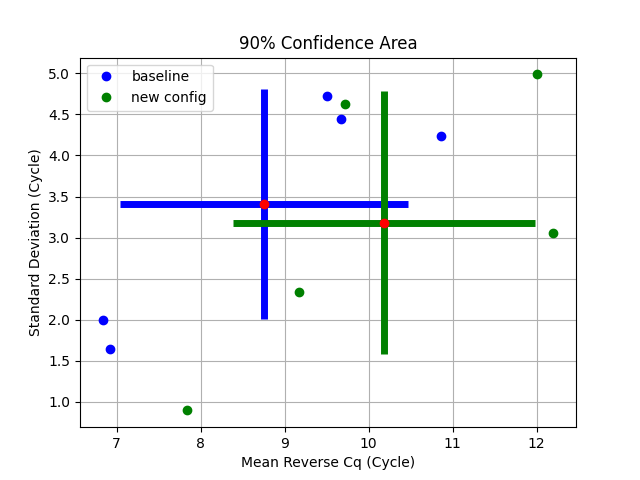 90% Confidence Area
baseline
new config
Standard Deviation (Cycle)
5.0
4.5
4.0
3.5
3.0
2.5
2.0
1.5
1.0
7 8 9 10 11 12
Mean Reverse Cq (Cycle)